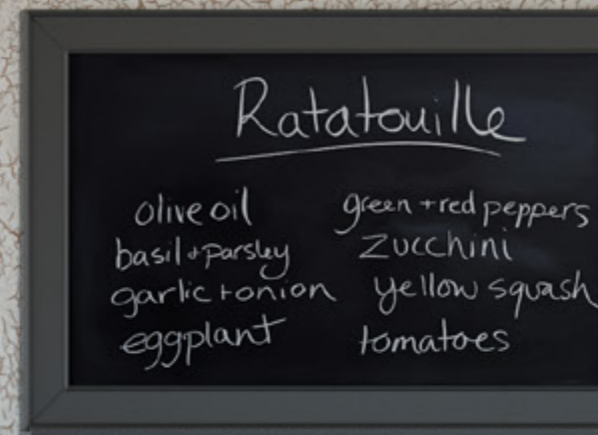 Ratatouille
olive oil
basil + parsley
garlic + onion
eggplant
green + red peppers
zucchini
yellow squash
tomatoes